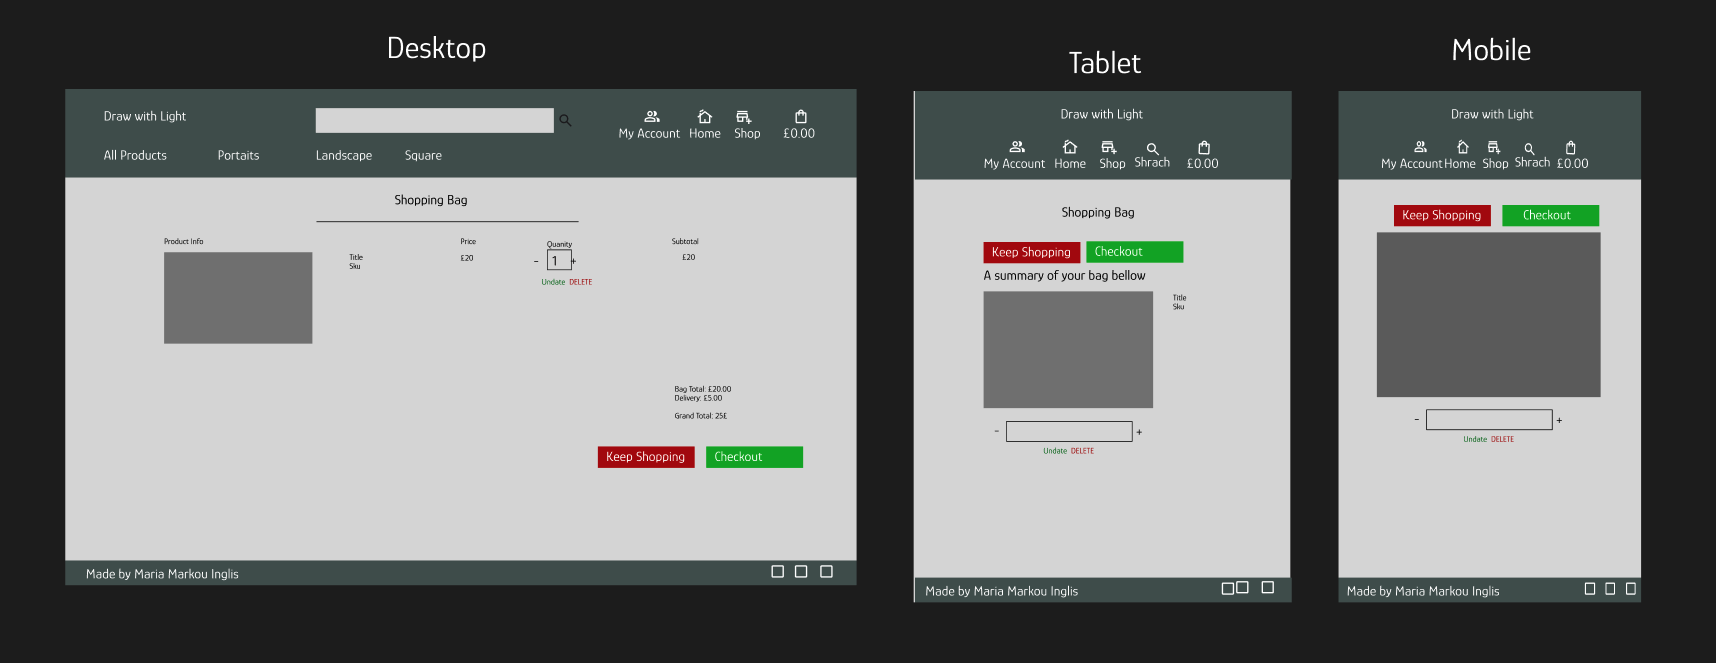 Desktop
Draw with Light
My Account Home Shop £0.00
All Products Portaits Landscape Square
Shopping Bag
Product Info Price Quanity Subtotal
Title £20 - 1 + £20
Sku
Undate DELETE
Bag Total: £20.00
Delivery: £5.00
Grand Total: 25£
Keep Shopping Checkout
Made by Maria Markou Inglis
Tablet
Draw with Light
My Account Home Shop Shrach £0.00
Shopping Bag
Keep Shopping Checkout
A summary of your bag bellow
Title
Sku
- +
Undate DELETE
Made by Maria Markou Inglis
Mobile
Draw with Light
My Account Home Shop Shrach £0.00
Keep Shopping Checkout
- +
Undate DELETE
Made by Maria Markou Inglis